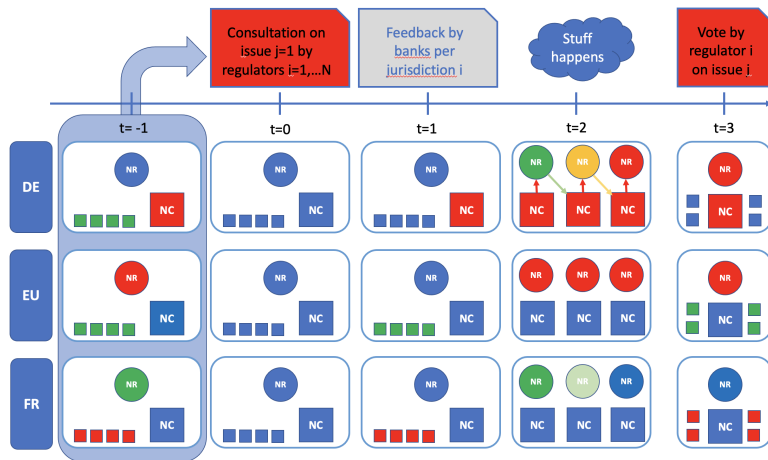 Consultation on
issue j=1 by
regulators i=1,...N
Feedback by
banks per
jurisdiction i
Stuff
happens
Vote by
regulator i
on issue j
t= -1
t=0
t=1
t=2
t=3
DE
NR
NC
NR
NC
NR
NC
NR
NR
NR
NC
NC
NC
NR
NC
EU
NR
NC
NR
NC
NR
NC
NR
NR
NR
NC
NC
NC
NR
NC
FR
NR
NC
NR
NC
NR
NC
NR
NR
NR
NC
NC
NC
NR
NC